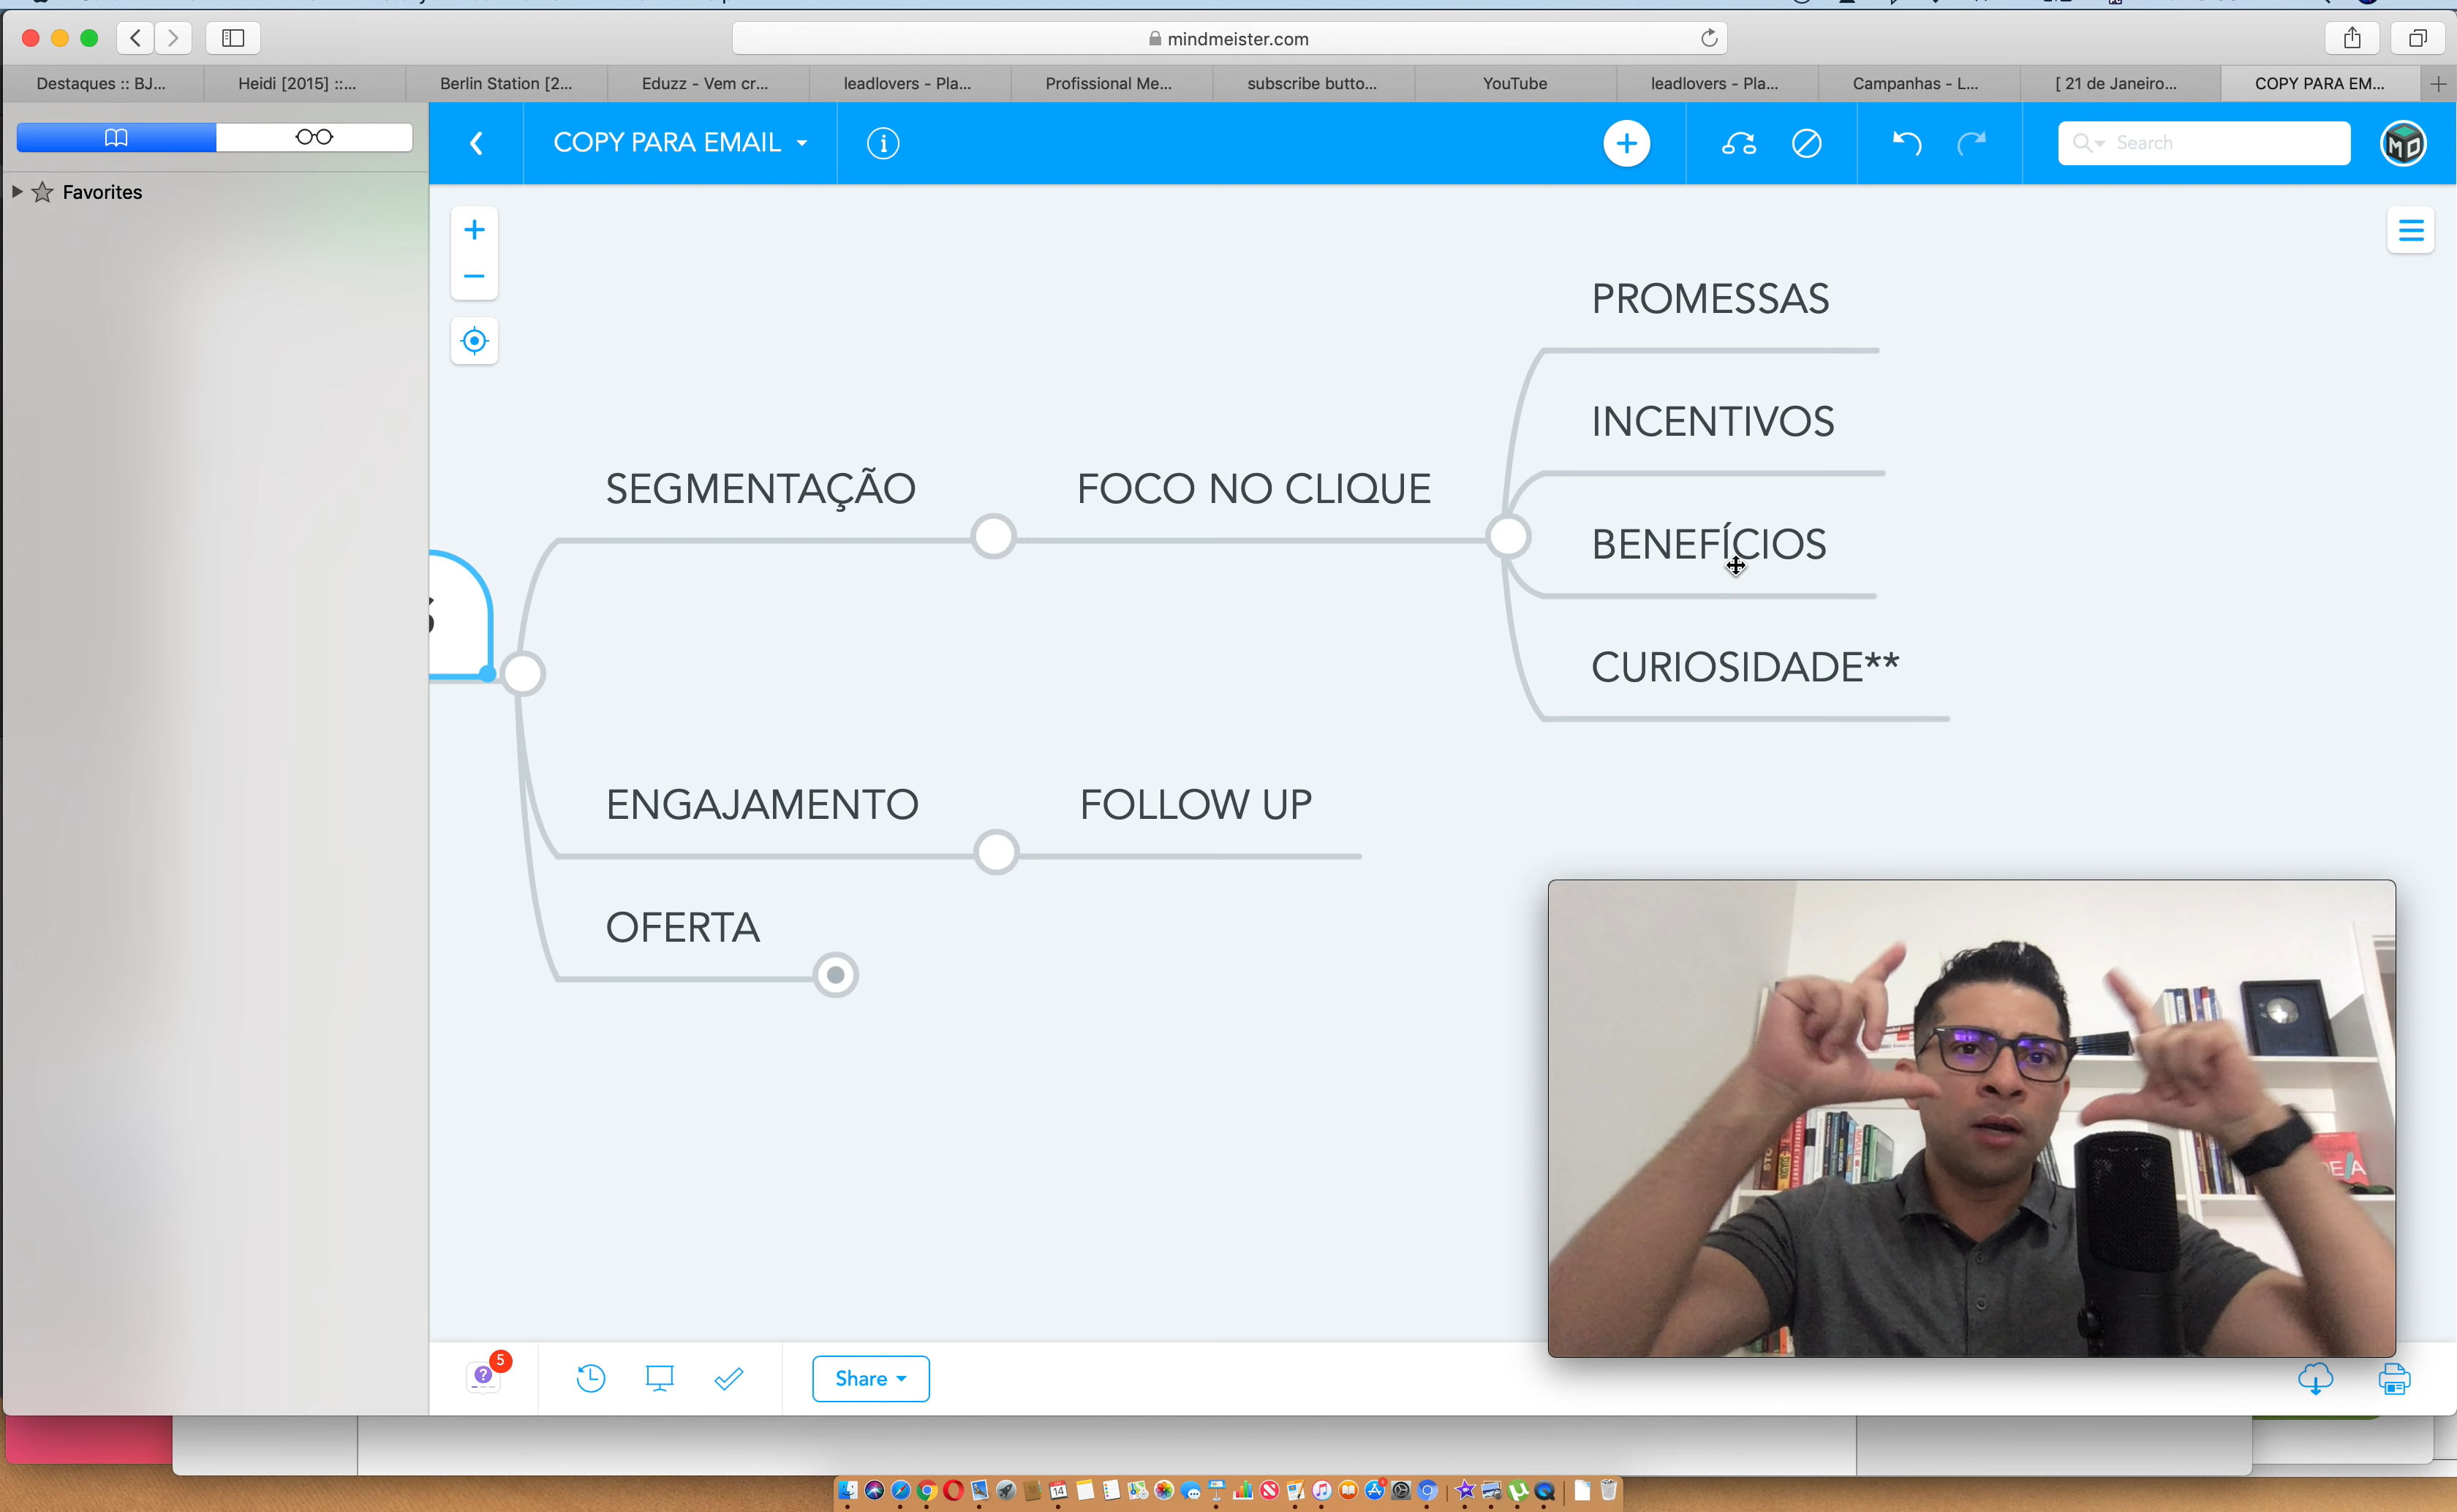 mindmeister.com
Destaques :: BJ...
Heidi [2015] ::...
Berlin Station [2...
Eduzz - Vem cr...
leadlovers - Pla...
Profissional Me...
subscribe butto...
YouTube
leadlovers - Pla...
Campanhas - L...
[ 21 de Janeiro...
COPY PARA EM...
COPY PARA EMAIL
Search
Favorites
PROMESSAS
INCENTIVOS
SEGMENTAÇÃO
FOCO NO CLIQUE
BENEFÍCIOS
CURIOSIDADE**
ENGAJAMENTO
FOLLOW UP
OFERTA
5
Share
14